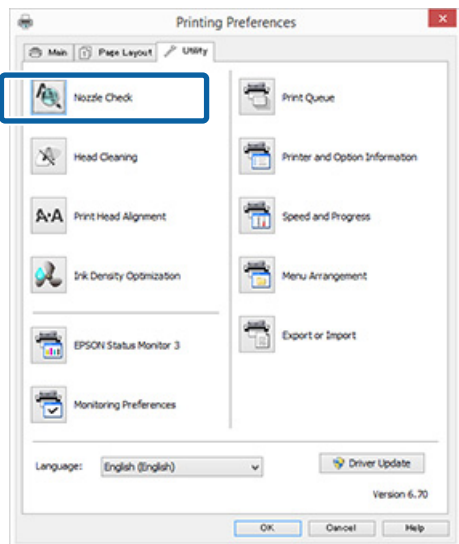 Printing Preferences
Main
Page Layout
Utility
Nozzle Check
Print Queue
Head Cleaning
Printer and Option Information
A·A
Print Head Alignment
Speed and Progress
Ink Density Optimization
Menu Arrangement
EPSON Status Monitor 3
Export or Import
Monitoring Preferences
Language:
English (English)
Driver Update
Version 6.70
OK
Cancel
Help